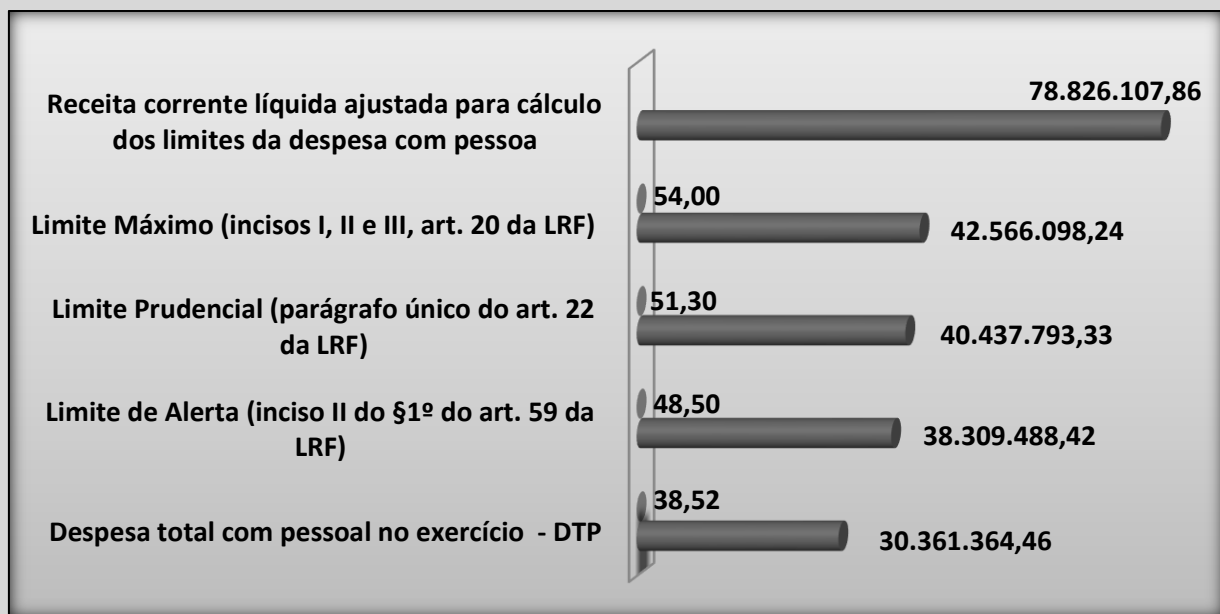 Receita corrente líquida ajustada para cálculo
dos limites da despesa com pessoa
78.826.107,86
Limite Máximo (incisos I, II e III, art. 20 da LRF)
54,00
42.566.098,24
Limite Prudencial (parágrafo único do art. 22
da LRF)
51,30
40.437.793,33
Limite de Alerta (inciso II do §1º do art. 59 da
LRF)
48,50
38.309.488,42
Despesa total com pessoal no exercício - DTP
38,52
30.361.364,46